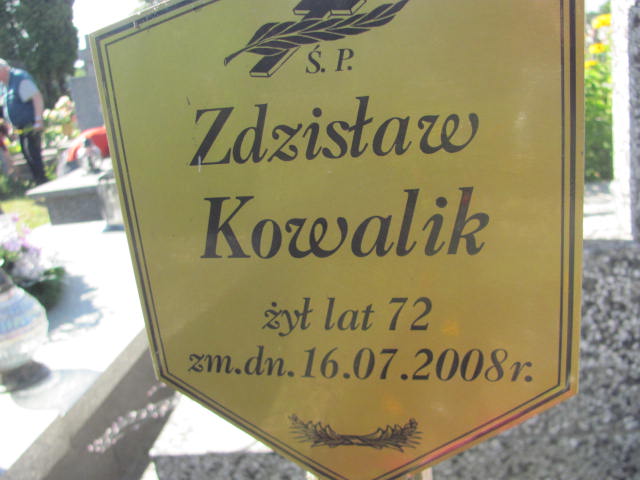 Ś. P.
Zdzisław
Kowalik
żył lat 72
zm.dn.16.07.2008r.